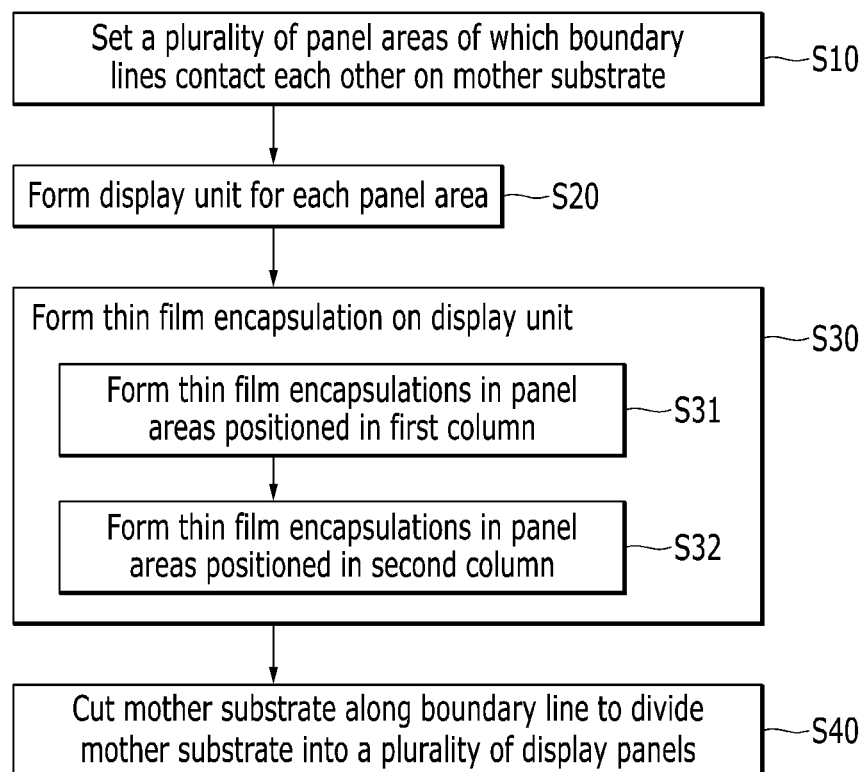 Set a plurality of panel areas of which boundary
lines contact each other on mother substrate
S10
Form display unit for each panel area
S20
Form thin film encapsulation on display unit
S30
Form thin film encapsulations in panel
areas positioned in first column
S31
Form thin film encapsulations in panel
areas positioned in second column
S32
Cut mother substrate along boundary line to divide
mother substrate into a plurality of display panels
S40